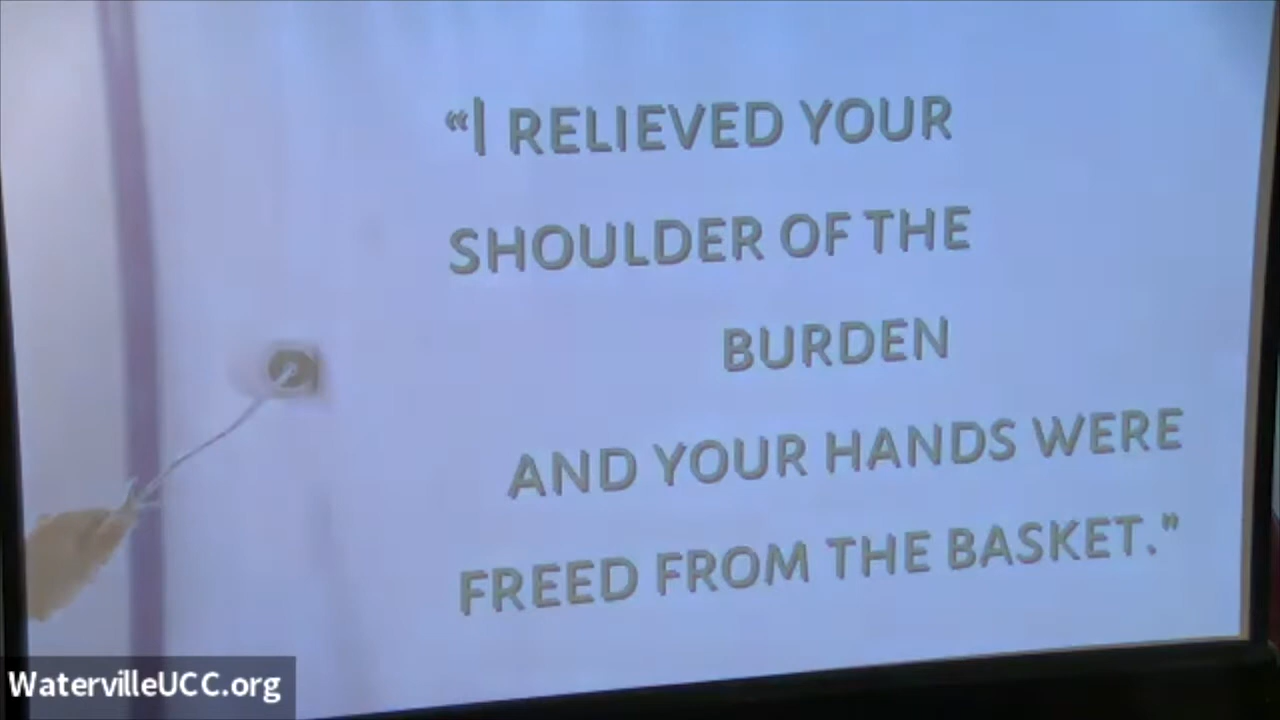 “I RELIEVED YOUR
SHOULDER OF THE
BURDEN
AND YOUR HANDS WERE
FREED FROM THE BASKET.”
WatervilleUCC.org